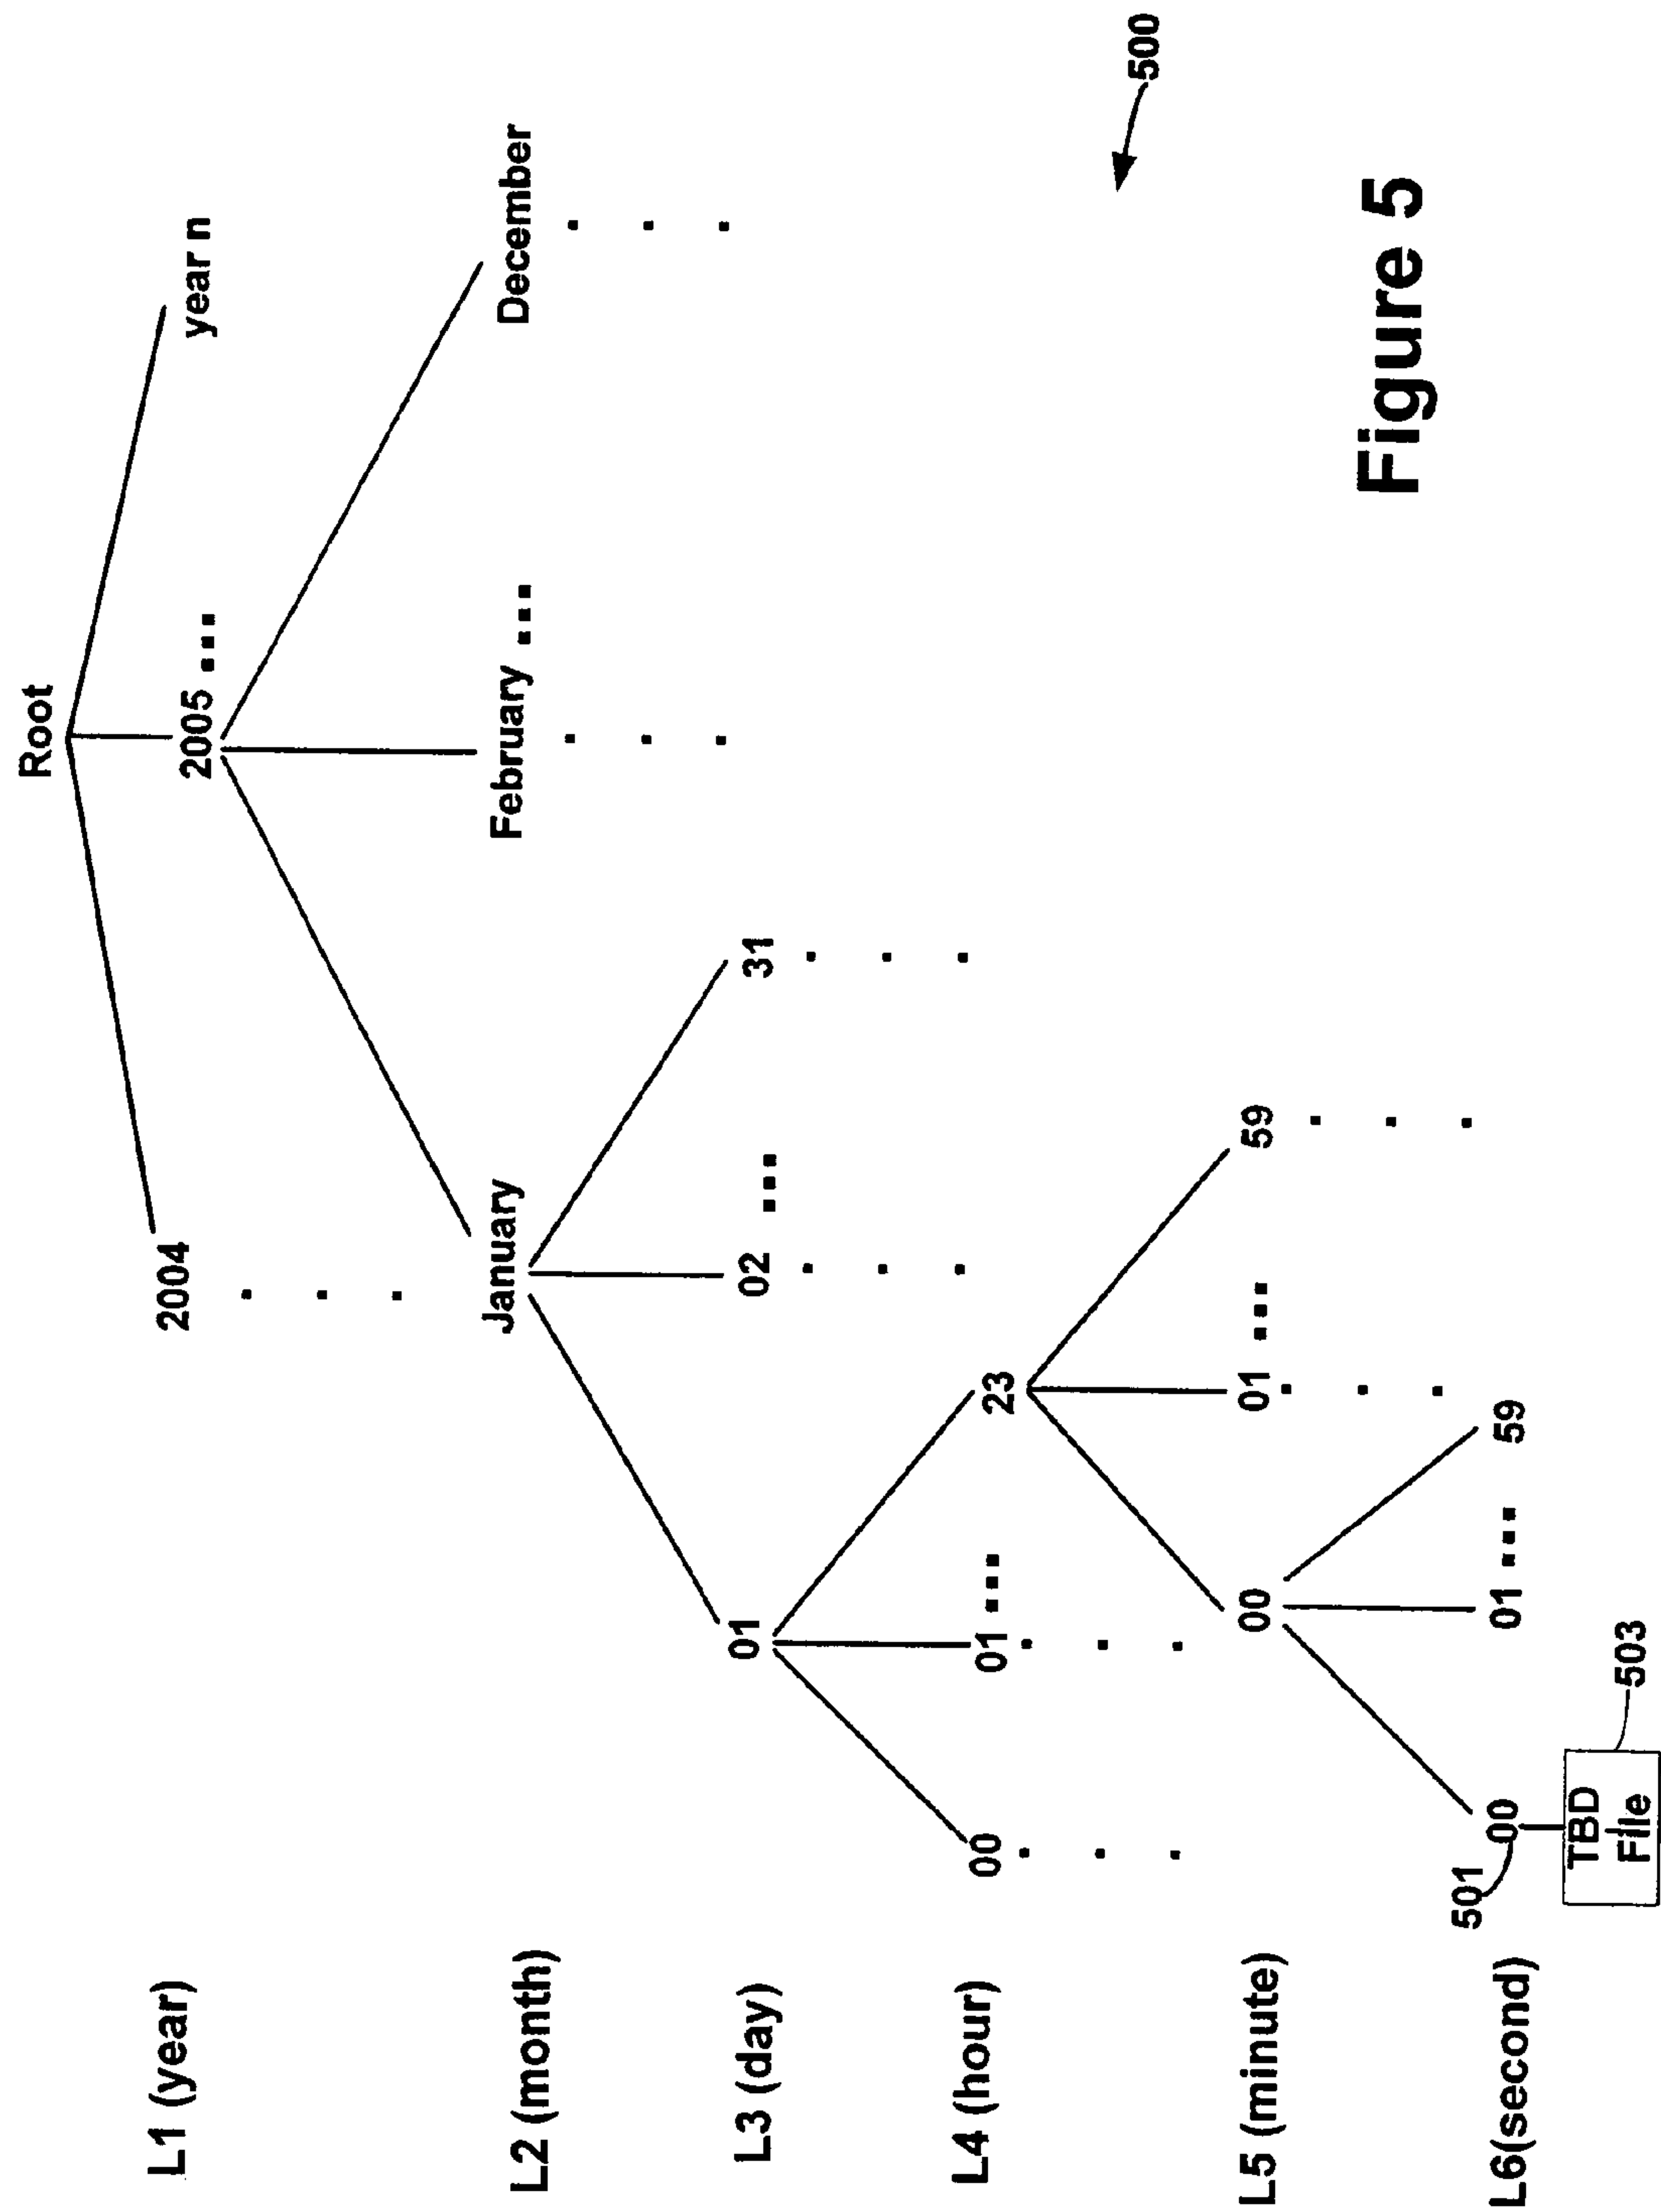 Root
L1 (year)
2004
2005 ...
year n
L2 (month)
January
February ...
December
L3 (day)
01
02 ...
31
L4 (hour)
00
01 ...
23
L5 (minute)
00
01 ...
59
L6(second)
501
00
01 ...
59
TBD
File
503
500
Figure 5